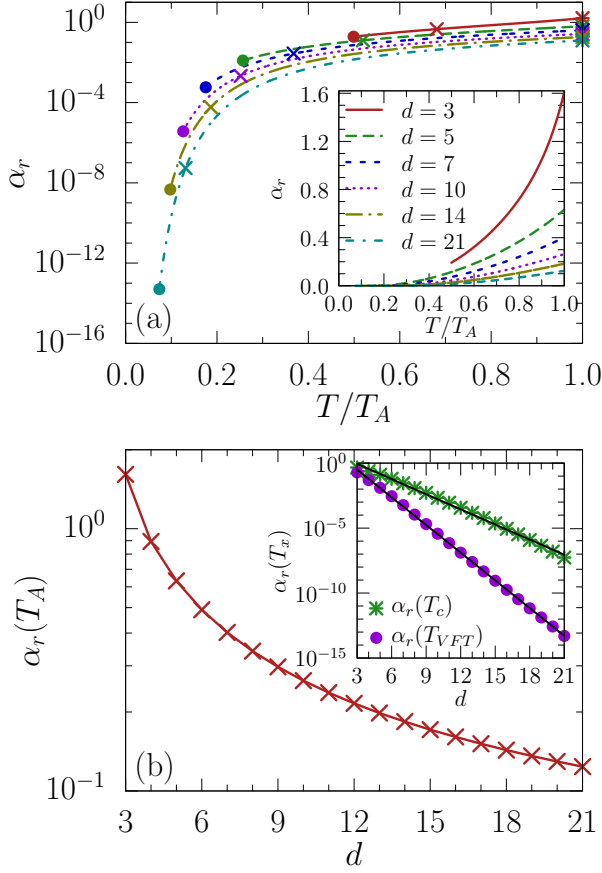 10^0
10^{-4}
10^{-8}
10^{-12}
10^{-16}
α_r
(a)
0.0 0.2 0.4 0.6 0.8 1.0
T/T_A
1.6
1.2
0.8
0.4
0.0
α_r
d = 3
d = 5
d = 7
d = 10
d = 14
d = 21
0.0 0.2 0.4 0.6 0.8 1.0
T/T_A
10^0
10^{-1}
α_r(T_A)
(b)
3 6 9 12 15 18 21
d
10^0
10^{-5}
10^{-10}
10^{-15}
α_r(T_x)
α_r(T_c)
α_r(T_{VFT})
3 6 9 12 15 18 21
d